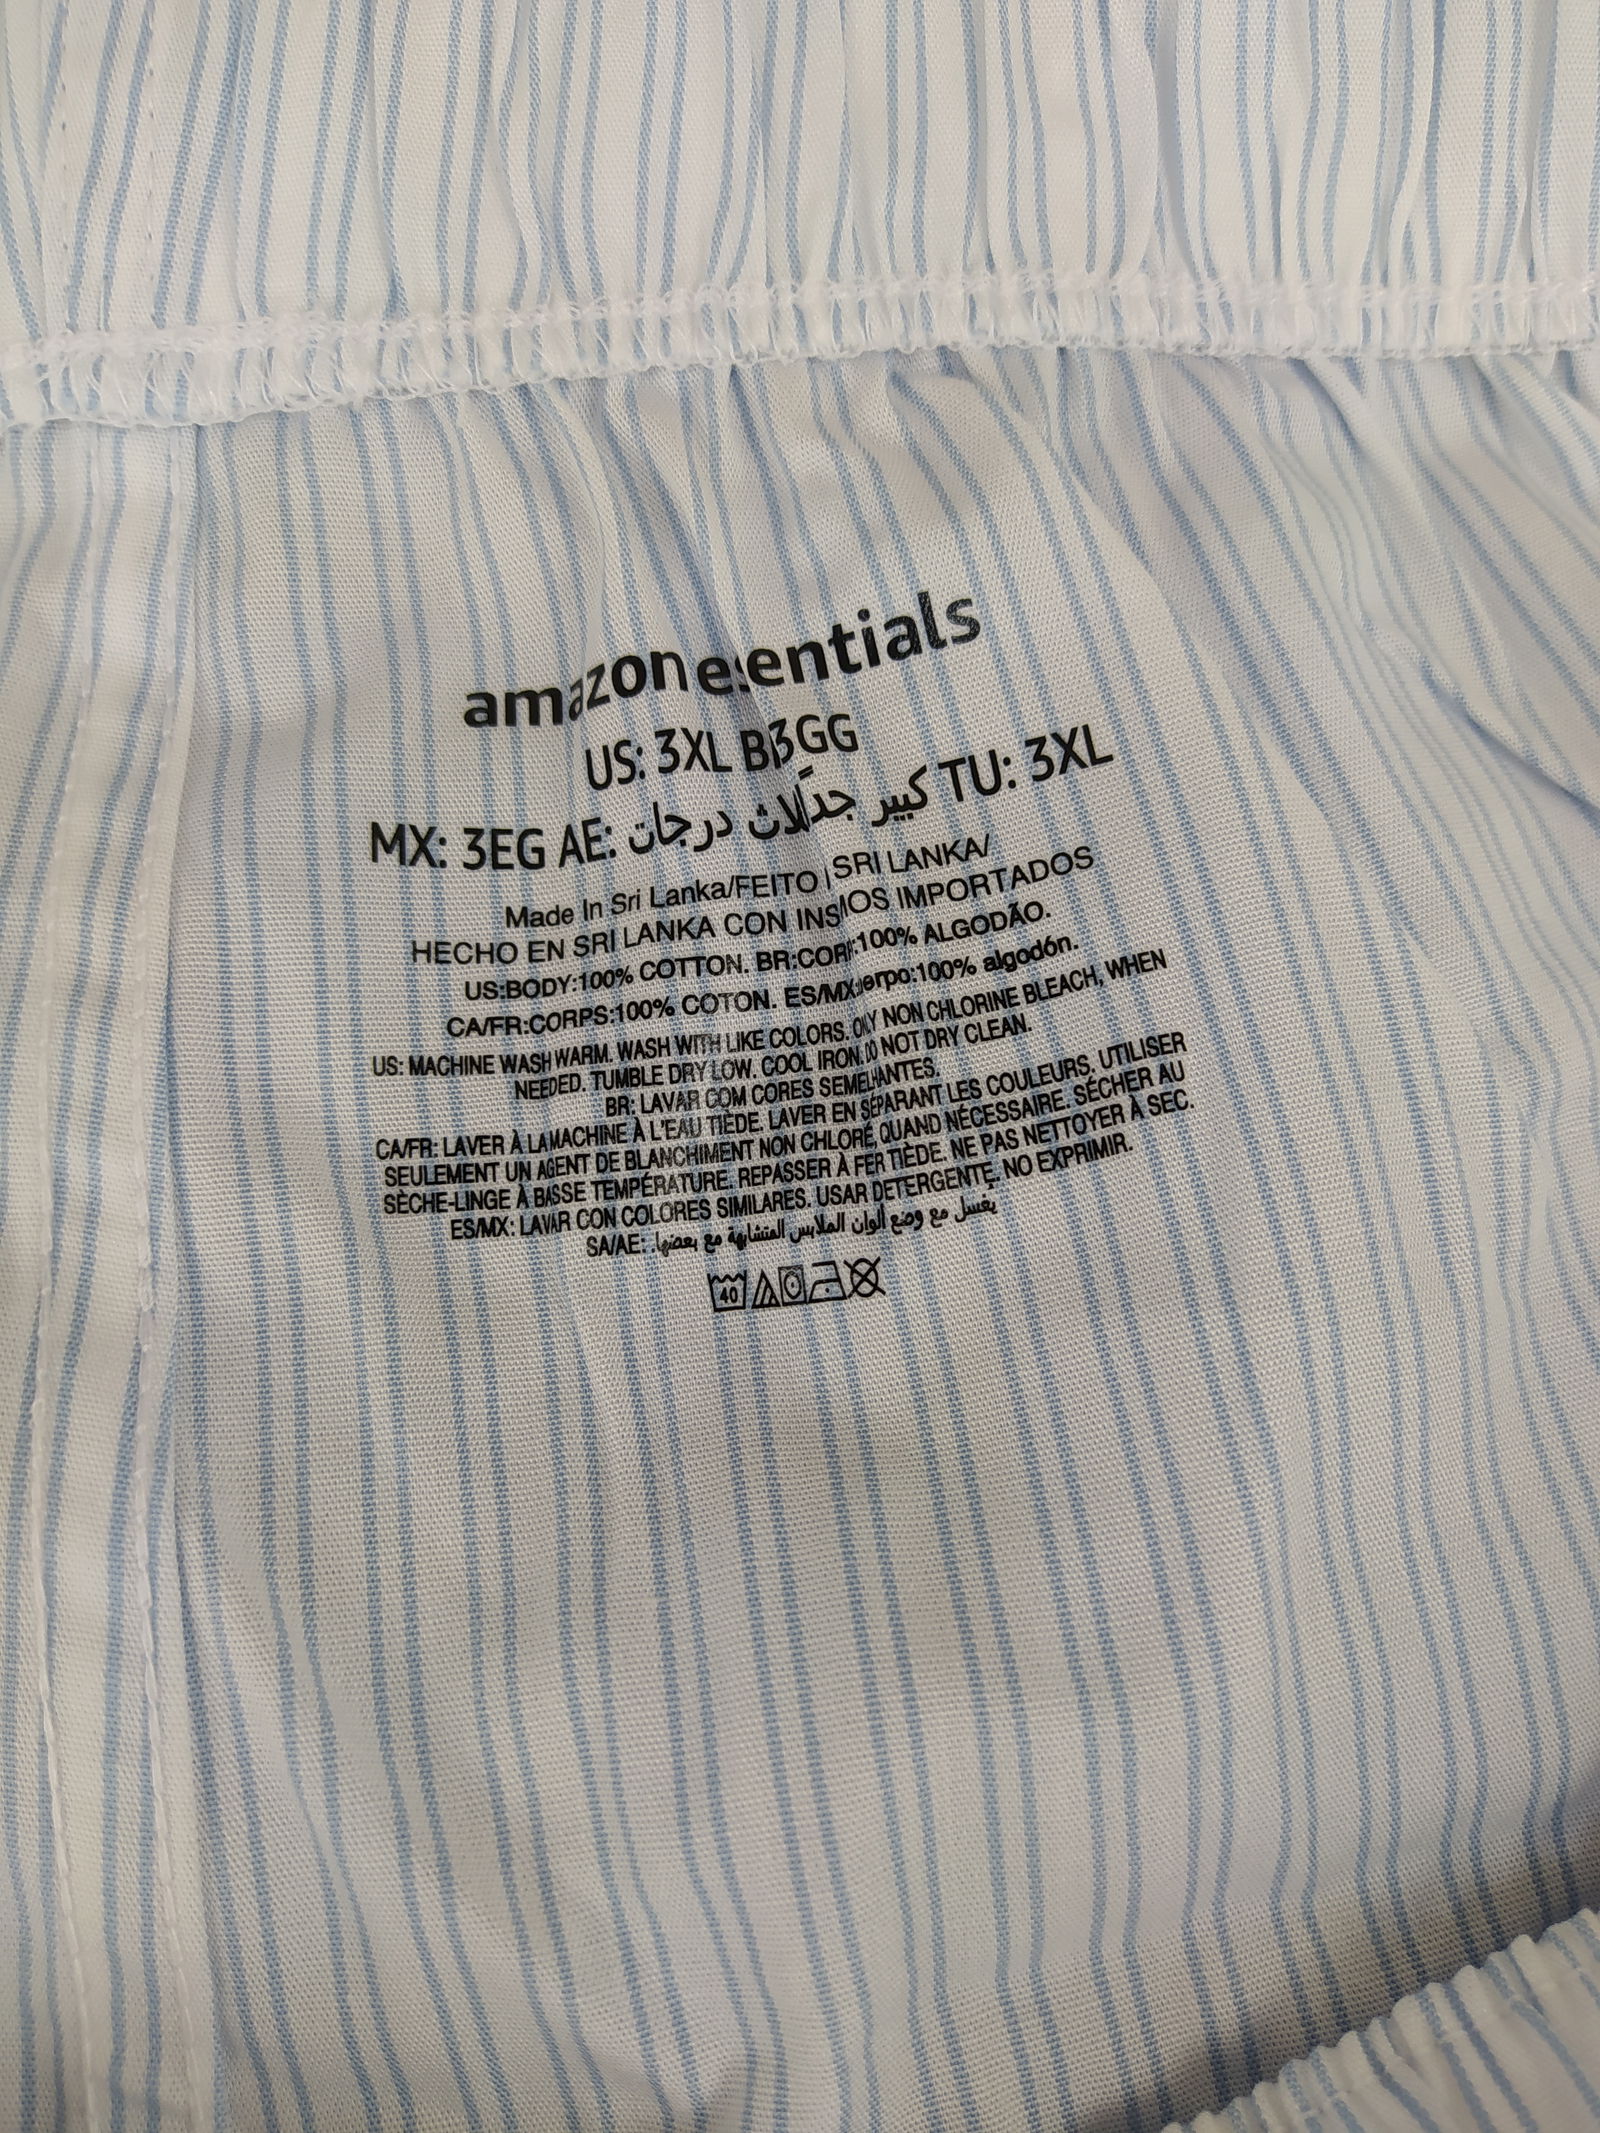 amazon essentials
US: 3XL BR: 3GG
MX: 3EG AE: كبير جداً ثلاث درجات TU: 3XL
Made In Sri Lanka/FEITO SRI LANKA/
HECHO EN SRI LANKA CON INSUMOS IMPORTADOS
US:BODY:100% COTTON. BR:CORPO:100% ALGODÃO.
CA/FR:CORPS:100% COTON. ES/MX:Cuerpo:100% algodón.
US: MACHINE WASH WARM. WASH WITH LIKE COLORS. ONLY NON CHLORINE BLEACH, WHEN
NEEDED. TUMBLE DRY LOW. COOL IRON. DO NOT DRY CLEAN.
BR: LAVAR COM CORES SEMELHANTES.
CA/FR: LAVER À LA MACHINE À L'EAU TIÈDE. LAVER EN SÉPARANT LES COULEURS. UTILISER
SEULEMENT UN AGENT DE BLANCHIMENT NON CHLORÉ, QUAND NÉCESSAIRE. SÉCHER AU
SÈCHE-LINGE À BASSE TEMPÉRATURE. REPASSER À FER TIÈDE. NE PAS NETTOYER À SEC.
ES/MX: LAVAR CON COLORES SIMILARES. USAR DETERGENTE. NO EXPRIMIR.
SA/AE: يغسل مع وضع ألوان الملابس المتشابهة مع بعضها.
40